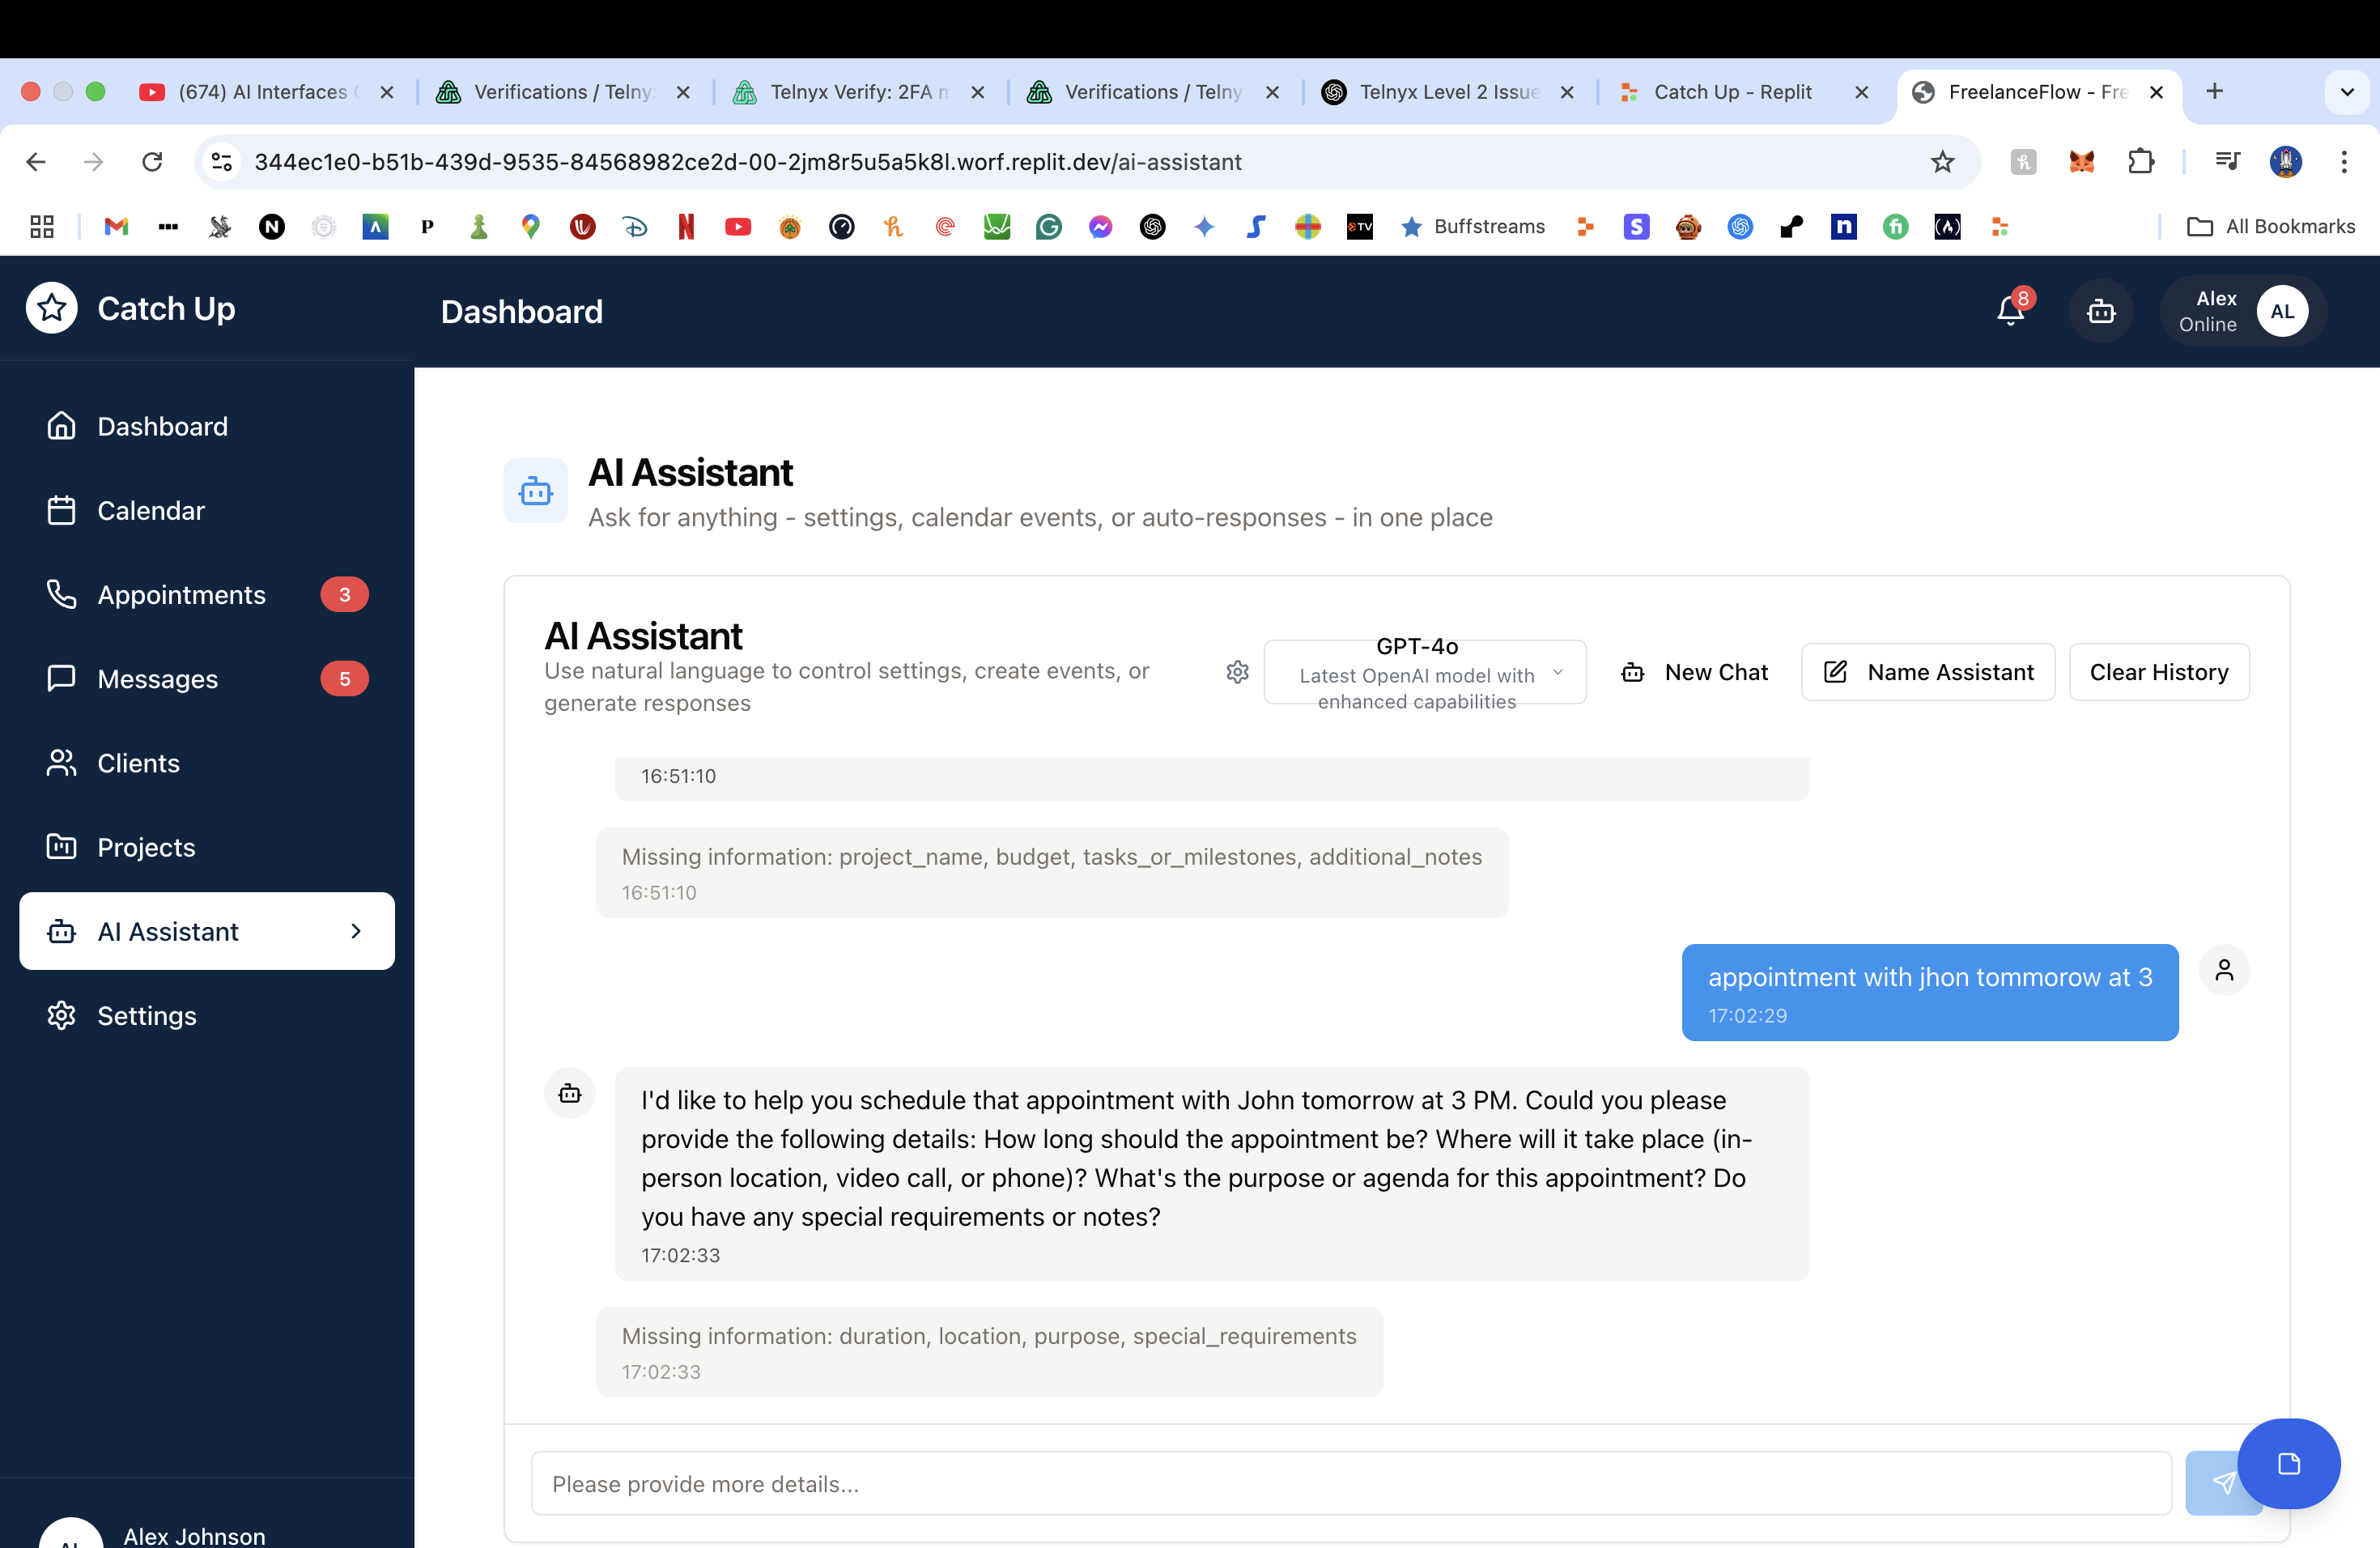 (674) AI Interfaces
Verifications / Telny
Telnyx Verify: 2FA
Verifications / Telny
Telnyx Level 2 Issue
Catch Up - Replit
FreelanceFlow - Fre
344ec1e0-b51b-439d-9535-84568982ce2d-00-2jm8r5u5a5k8l.worf.replit.dev/ai-assistant
Buffstreams
All Bookmarks
Catch Up
Dashboard
8
Alex
Online
AL
Dashboard
Calendar
Appointments
3
Messages
5
Clients
Projects
AI Assistant
Settings
Alex Johnson
AI Assistant
Ask for anything - settings, calendar events, or auto-responses - in one place
AI Assistant
Use natural language to control settings, create events, or
generate responses
GPT-4o
Latest OpenAI model with
enhanced capabilities
New Chat
Name Assistant
Clear History
16:51:10
Missing information: project_name, budget, tasks_or_milestones, additional_notes
16:51:10
appointment with jhon tommorow at 3
17:02:29
I'd like to help you schedule that appointment with John tomorrow at 3 PM. Could you please
provide the following details: How long should the appointment be? Where will it take place (in-
person location, video call, or phone)? What's the purpose or agenda for this appointment? Do
you have any special requirements or notes?
17:02:33
Missing information: duration, location, purpose, special_requirements
17:02:33
Please provide more details...